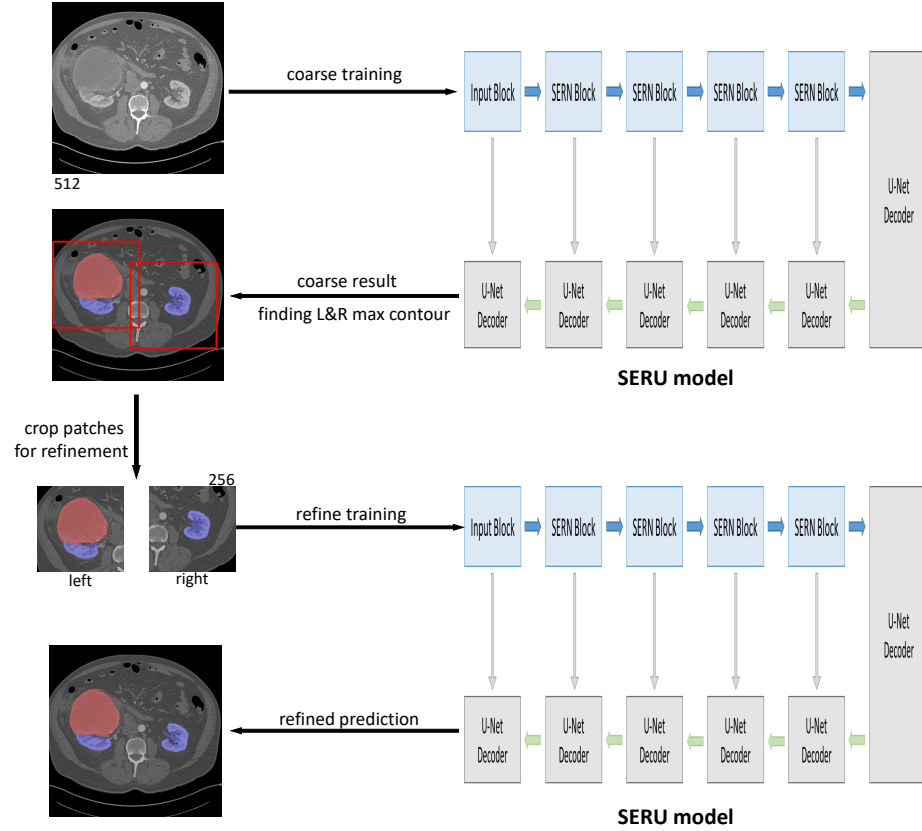 coarse training
Input Block
SERN Block
SERN Block
SERN Block
SERN Block
U-Net
Decoder
512
coarse result
finding L&R max contour
U-Net
Decoder
U-Net
Decoder
U-Net
Decoder
U-Net
Decoder
U-Net
Decoder
SERU model
crop patches
for refinement
256
left
right
refine training
Input Block
SERN Block
SERN Block
SERN Block
SERN Block
U-Net
Decoder
refined prediction
U-Net
Decoder
U-Net
Decoder
U-Net
Decoder
U-Net
Decoder
U-Net
Decoder
SERU model